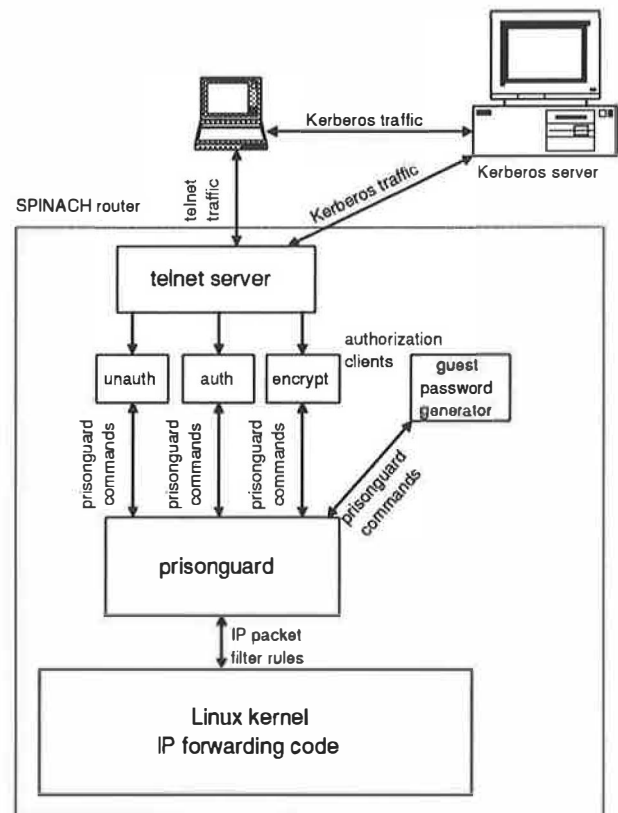 Kerberos traffic
Kerberos server
telnet
traffic
Kerberos traffic
SPINACH router
telnet server
authorization
clients
unauth
auth
encrypt
guest
password
generator
prisonguard
commands
prisonguard
commands
prisonguard
commands
prisonguard
commands
prisonguard
IP packet
filter rules
Linux kernel
IP forwarding code